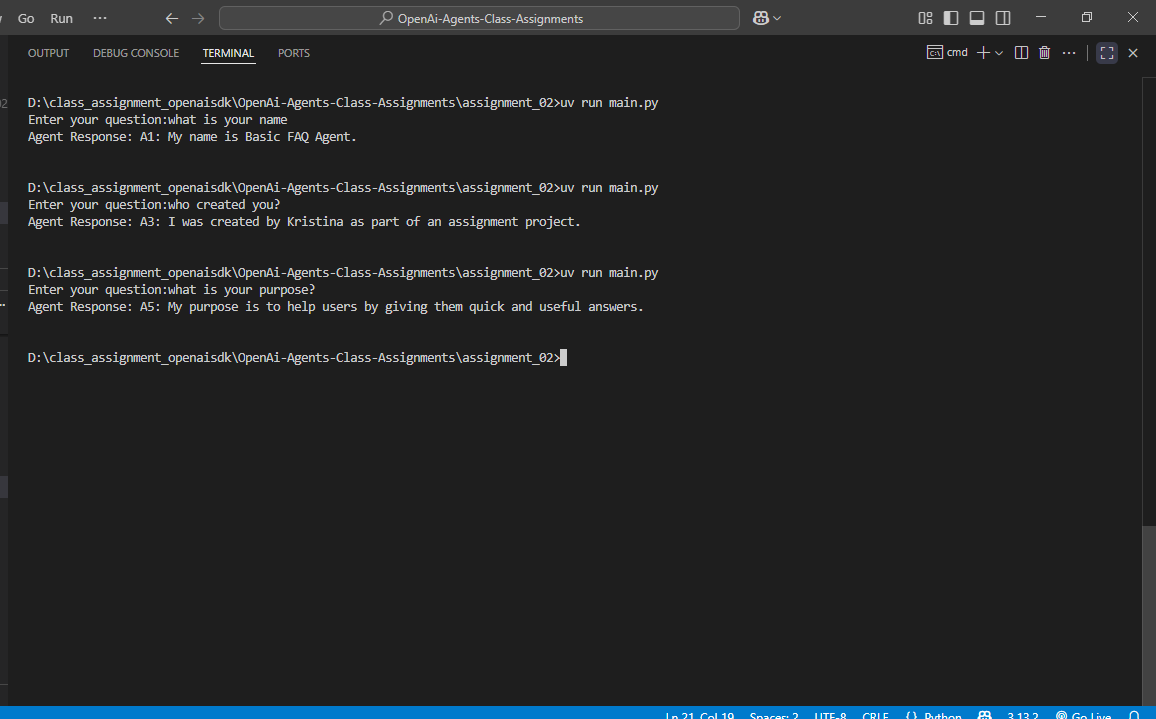 Go Run ··· OpenAi-Agents-Class-Assignments
OUTPUT DEBUG CONSOLE TERMINAL PORTS cmd
D:\class_assignment_openaisdk\OpenAi-Agents-Class-Assignments\assignment_02>uv run main.py
Enter your question:what is your name
Agent Response: A1: My name is Basic FAQ Agent.
D:\class_assignment_openaisdk\OpenAi-Agents-Class-Assignments\assignment_02>uv run main.py
Enter your question:who created you?
Agent Response: A3: I was created by Kristina as part of an assignment project.
D:\class_assignment_openaisdk\OpenAi-Agents-Class-Assignments\assignment_02>uv run main.py
Enter your question:what is your purpose?
Agent Response: A5: My purpose is to help users by giving them quick and useful answers.
D:\class_assignment_openaisdk\OpenAi-Agents-Class-Assignments\assignment_02>
Ln 21, Col 19 Spaces: 2 UTF-8 CRLF {} Python 3.13.2 Go Live